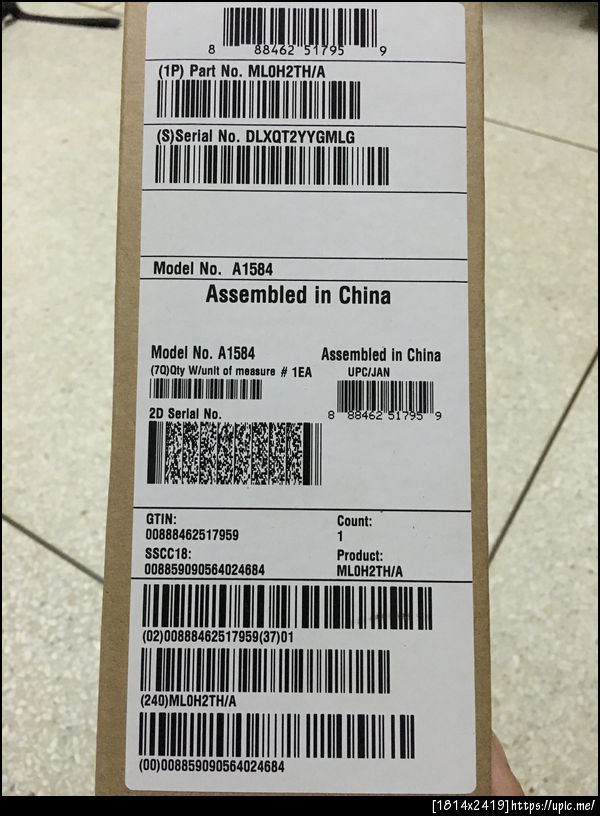 8 88462 51795 9
(1P) Part No. ML0H2TH/A
(S)Serial No. DLXQT2YYGMLG
Model No. A1584
Assembled in China
Model No. A1584 Assembled in China
(7Q)Qty W/unit of measure # 1EA UPC/JAN
8 88462 51795 9
2D Serial No.
GTIN: Count:
00888462517959 1
SSCC18: Product:
008859090564024684 ML0H2TH/A
(02)00888462517959(37)01
(240)ML0H2TH/A
(00)008859090564024684
[1814x2419]https://upic.me/